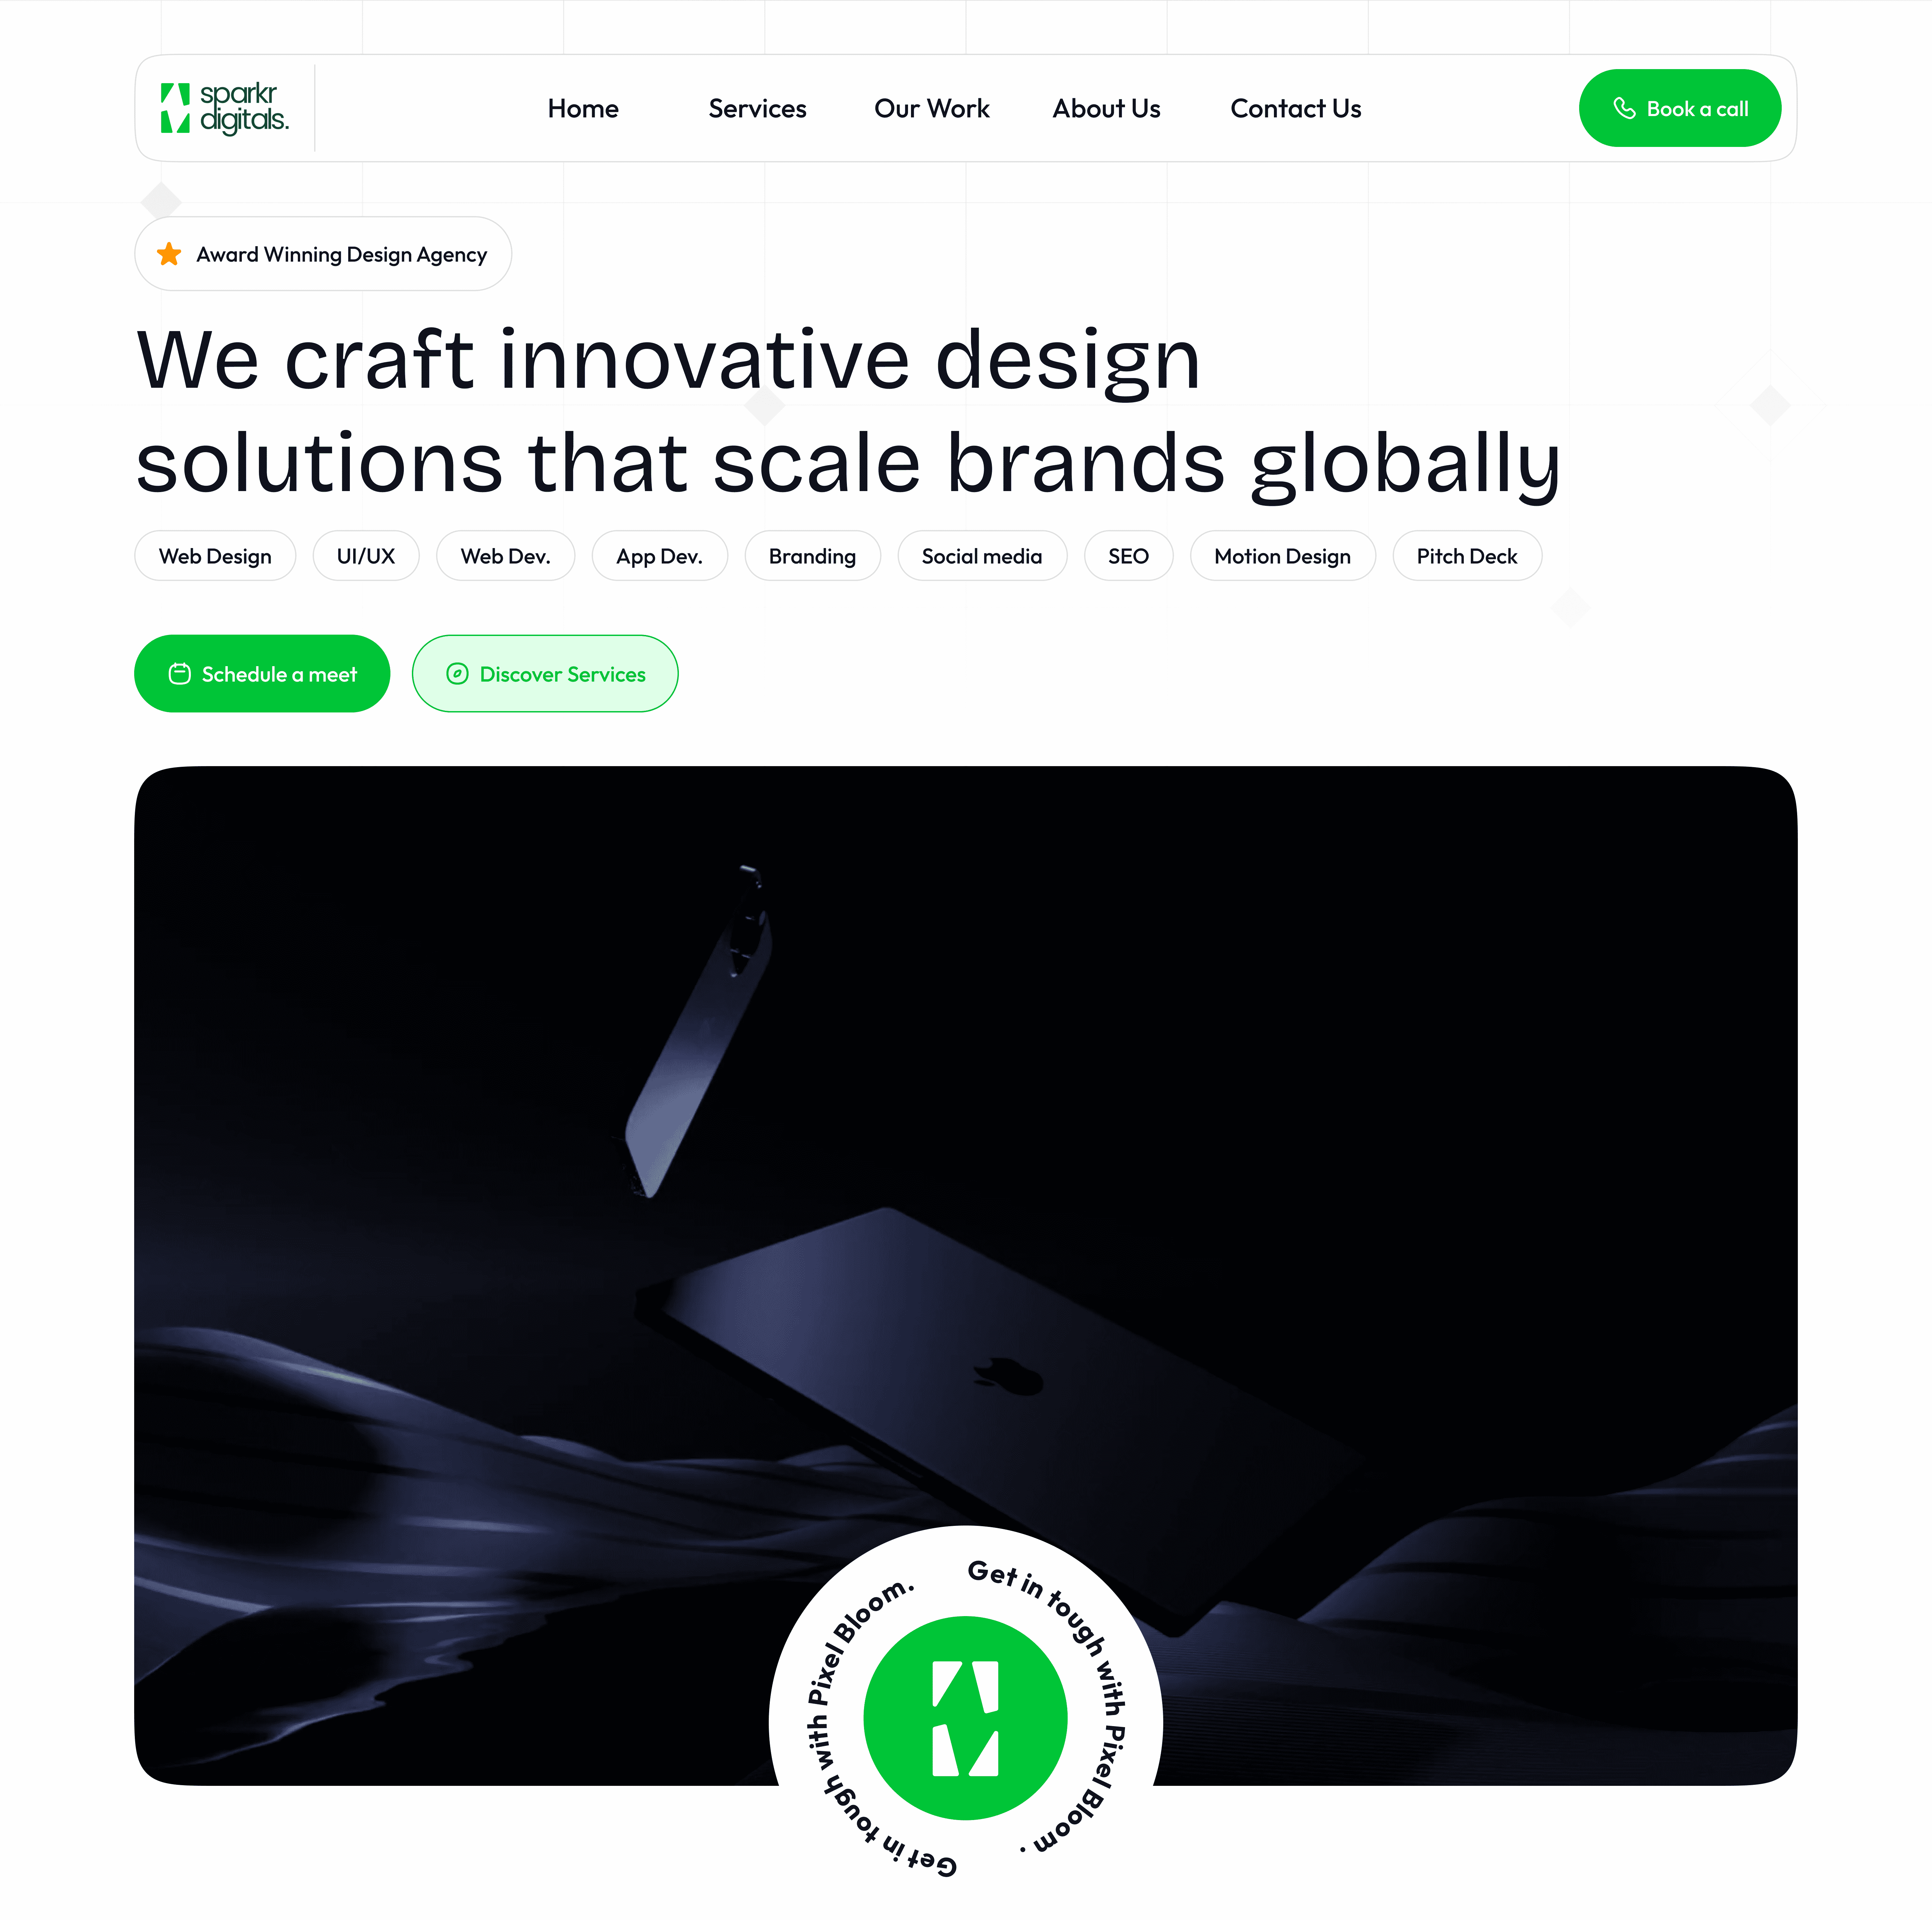 sparkr
digitals.
Home
Services
Our Work
About Us
Contact Us
Book a call
Award Winning Design Agency
We craft innovative design
solutions that scale brands globally
Web Design
UI/UX
Web Dev.
App Dev.
Branding
Social media
SEO
Motion Design
Pitch Deck
Schedule a meet
Discover Services
Get in tough with Pixel Bloom .
Get in tough with Pixel Bloom.